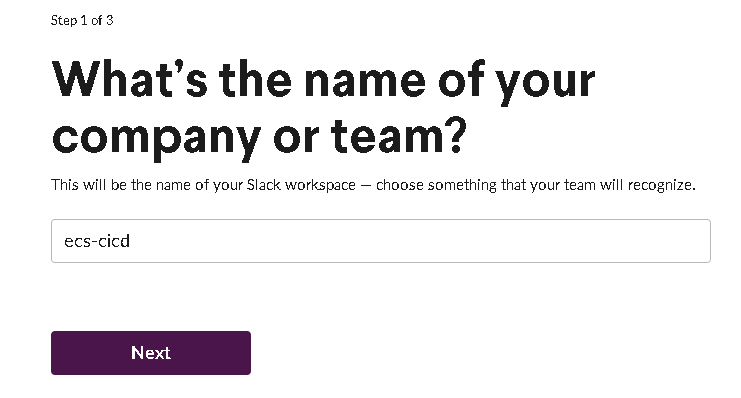 Step 1 of 3
What's the name of your
company or team?
This will be the name of your Slack workspace — choose something that your team will recognize.
ecs-cicd
Next